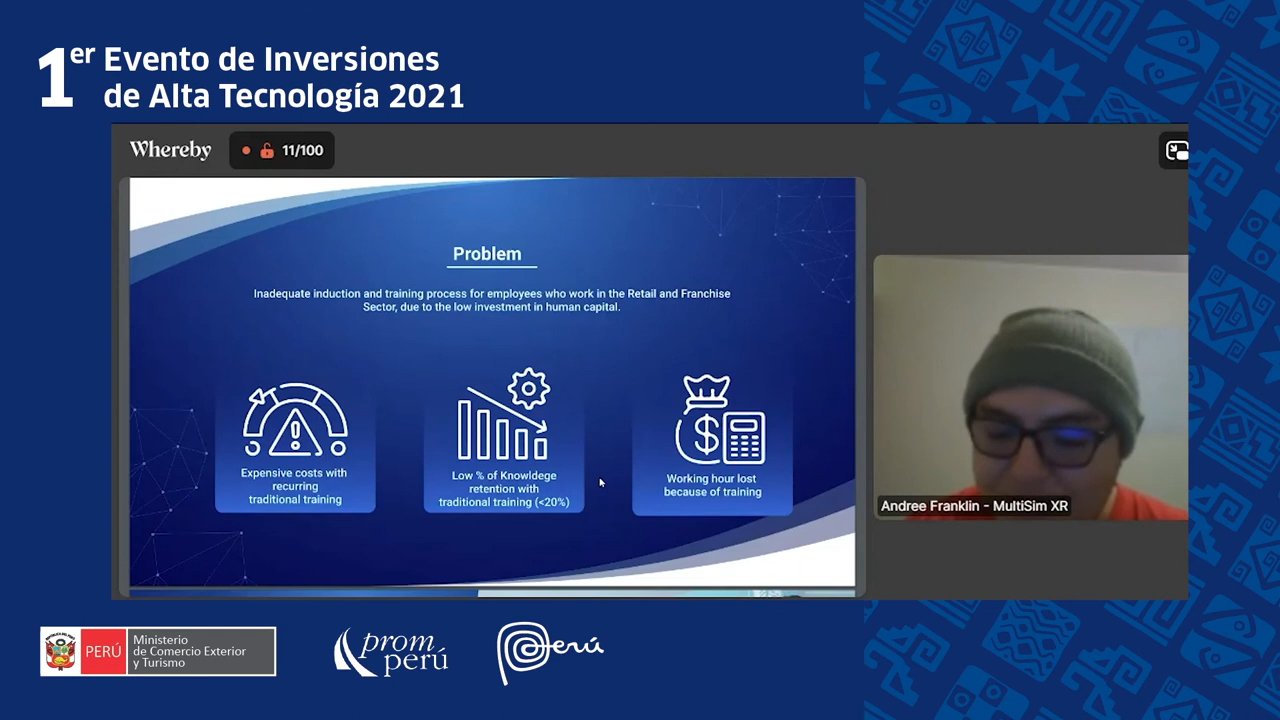 1er Evento de Inversiones
de Alta Tecnología 2021
Whereby
11/100
Problem
Inadequate induction and training process for employees who work in the Retail and Franchise
Sector, due to the low investment in human capital.
Expensive costs with
recurring
traditional training
Low % of Knowldege
retention with
traditional training (<20%)
Working hour lost
because of training
Andree Franklin - MultiSim XR
PERÚ
Ministerio
de Comercio Exterior
y Turismo
prom
perú
Perú